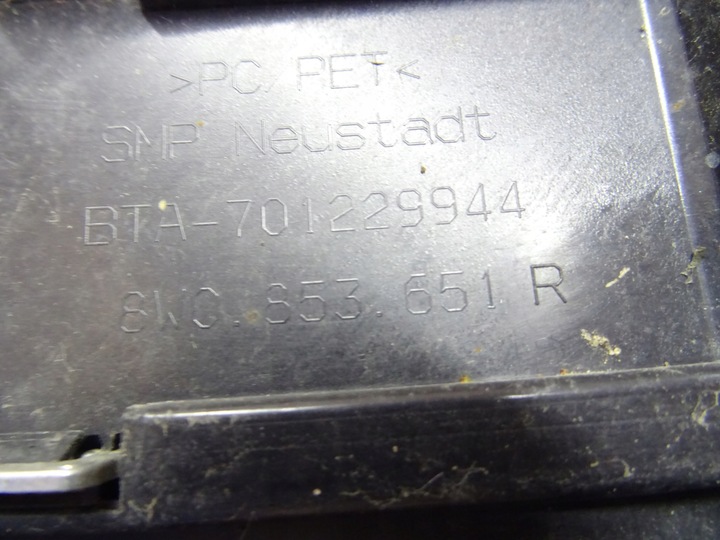 >PC/PET<
SMP Neustadt
BTA-701229944
8W0.853.651 R